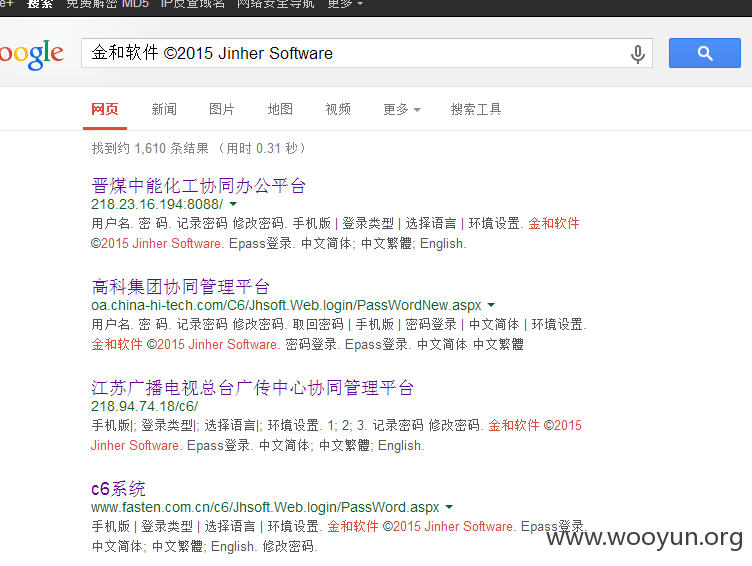 e+ 搜索 免费解密 MD5 IP反查域名 网络安全导航 更多
oogle 金和软件 ©2015 Jinher Software
网页 新闻 图片 地图 视频 更多 搜索工具
找到约 1,610 条结果 （用时 0.31 秒）
晋煤中能化工协同办公平台
218.23.16.194:8088/
用户名. 密 码. 记录密码 修改密码. 手机版 | 登录类型 | 选择语言 | 环境设置. 金和软件
©2015 Jinher Software. Epass登录. 中文简体; 中文繁體; English.
高科集团协同管理平台
oa.china-hi-tech.com/C6/Jhsoft.Web.login/PassWordNew.aspx
用户名. 密 码. 记录密码 修改密码. 取回密码 | 手机版 | 密码登录 | 中文简体 | 环境设置.
金和软件 ©2015 Jinher Software. 密码登录. Epass登录. 中文简体 中文繁體
江苏广播电视总台广传中心协同管理平台
218.94.74.18/c6/
手机版|; 登录类型|; 选择语言|; 环境设置. 1; 2; 3. 记录密码 修改密码. 金和软件 ©2015
Jinher Software. Epass登录. 中文简体; 中文繁體; English.
c6系统
www.fasten.com.cn/c6/Jhsoft.Web.login/PassWord.aspx
手机版 | 登录类型 | 选择语言 | 环境设置. 金和软件 ©2015 Jinher Software. Epass登录.
中文简体; 中文繁體; English. 修改密码.
www.wooyun.org